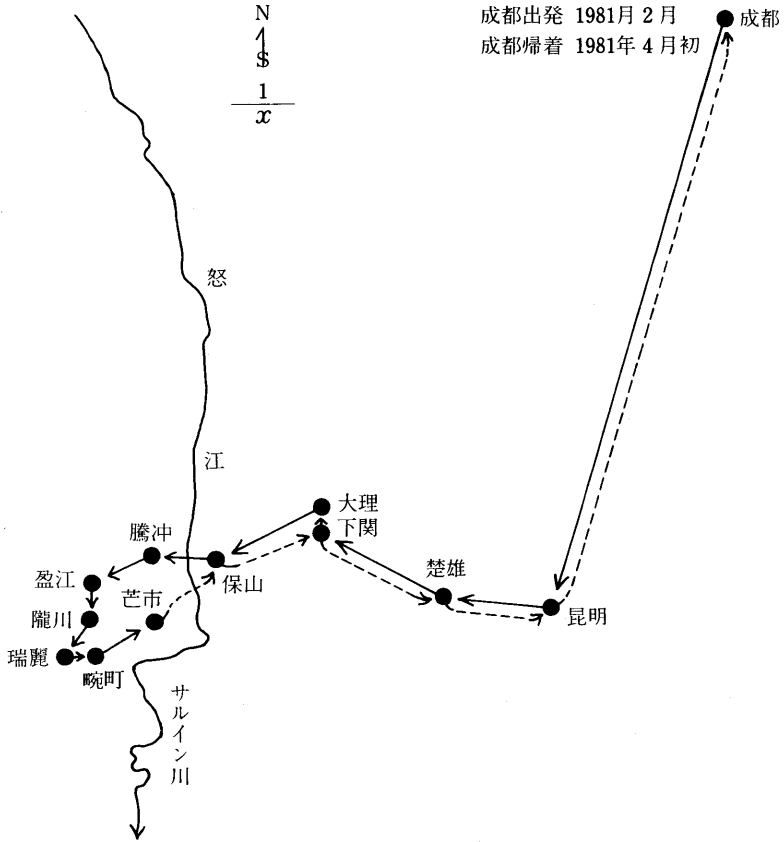 N
S
1
x
成都出発 1981月2月
成都帰着 1981年4月初
成都
怒
江
大理
下関
騰冲
保山
楚雄
昆明
盈江
芒市
隴川
瑞麗
畹町
サルイン川